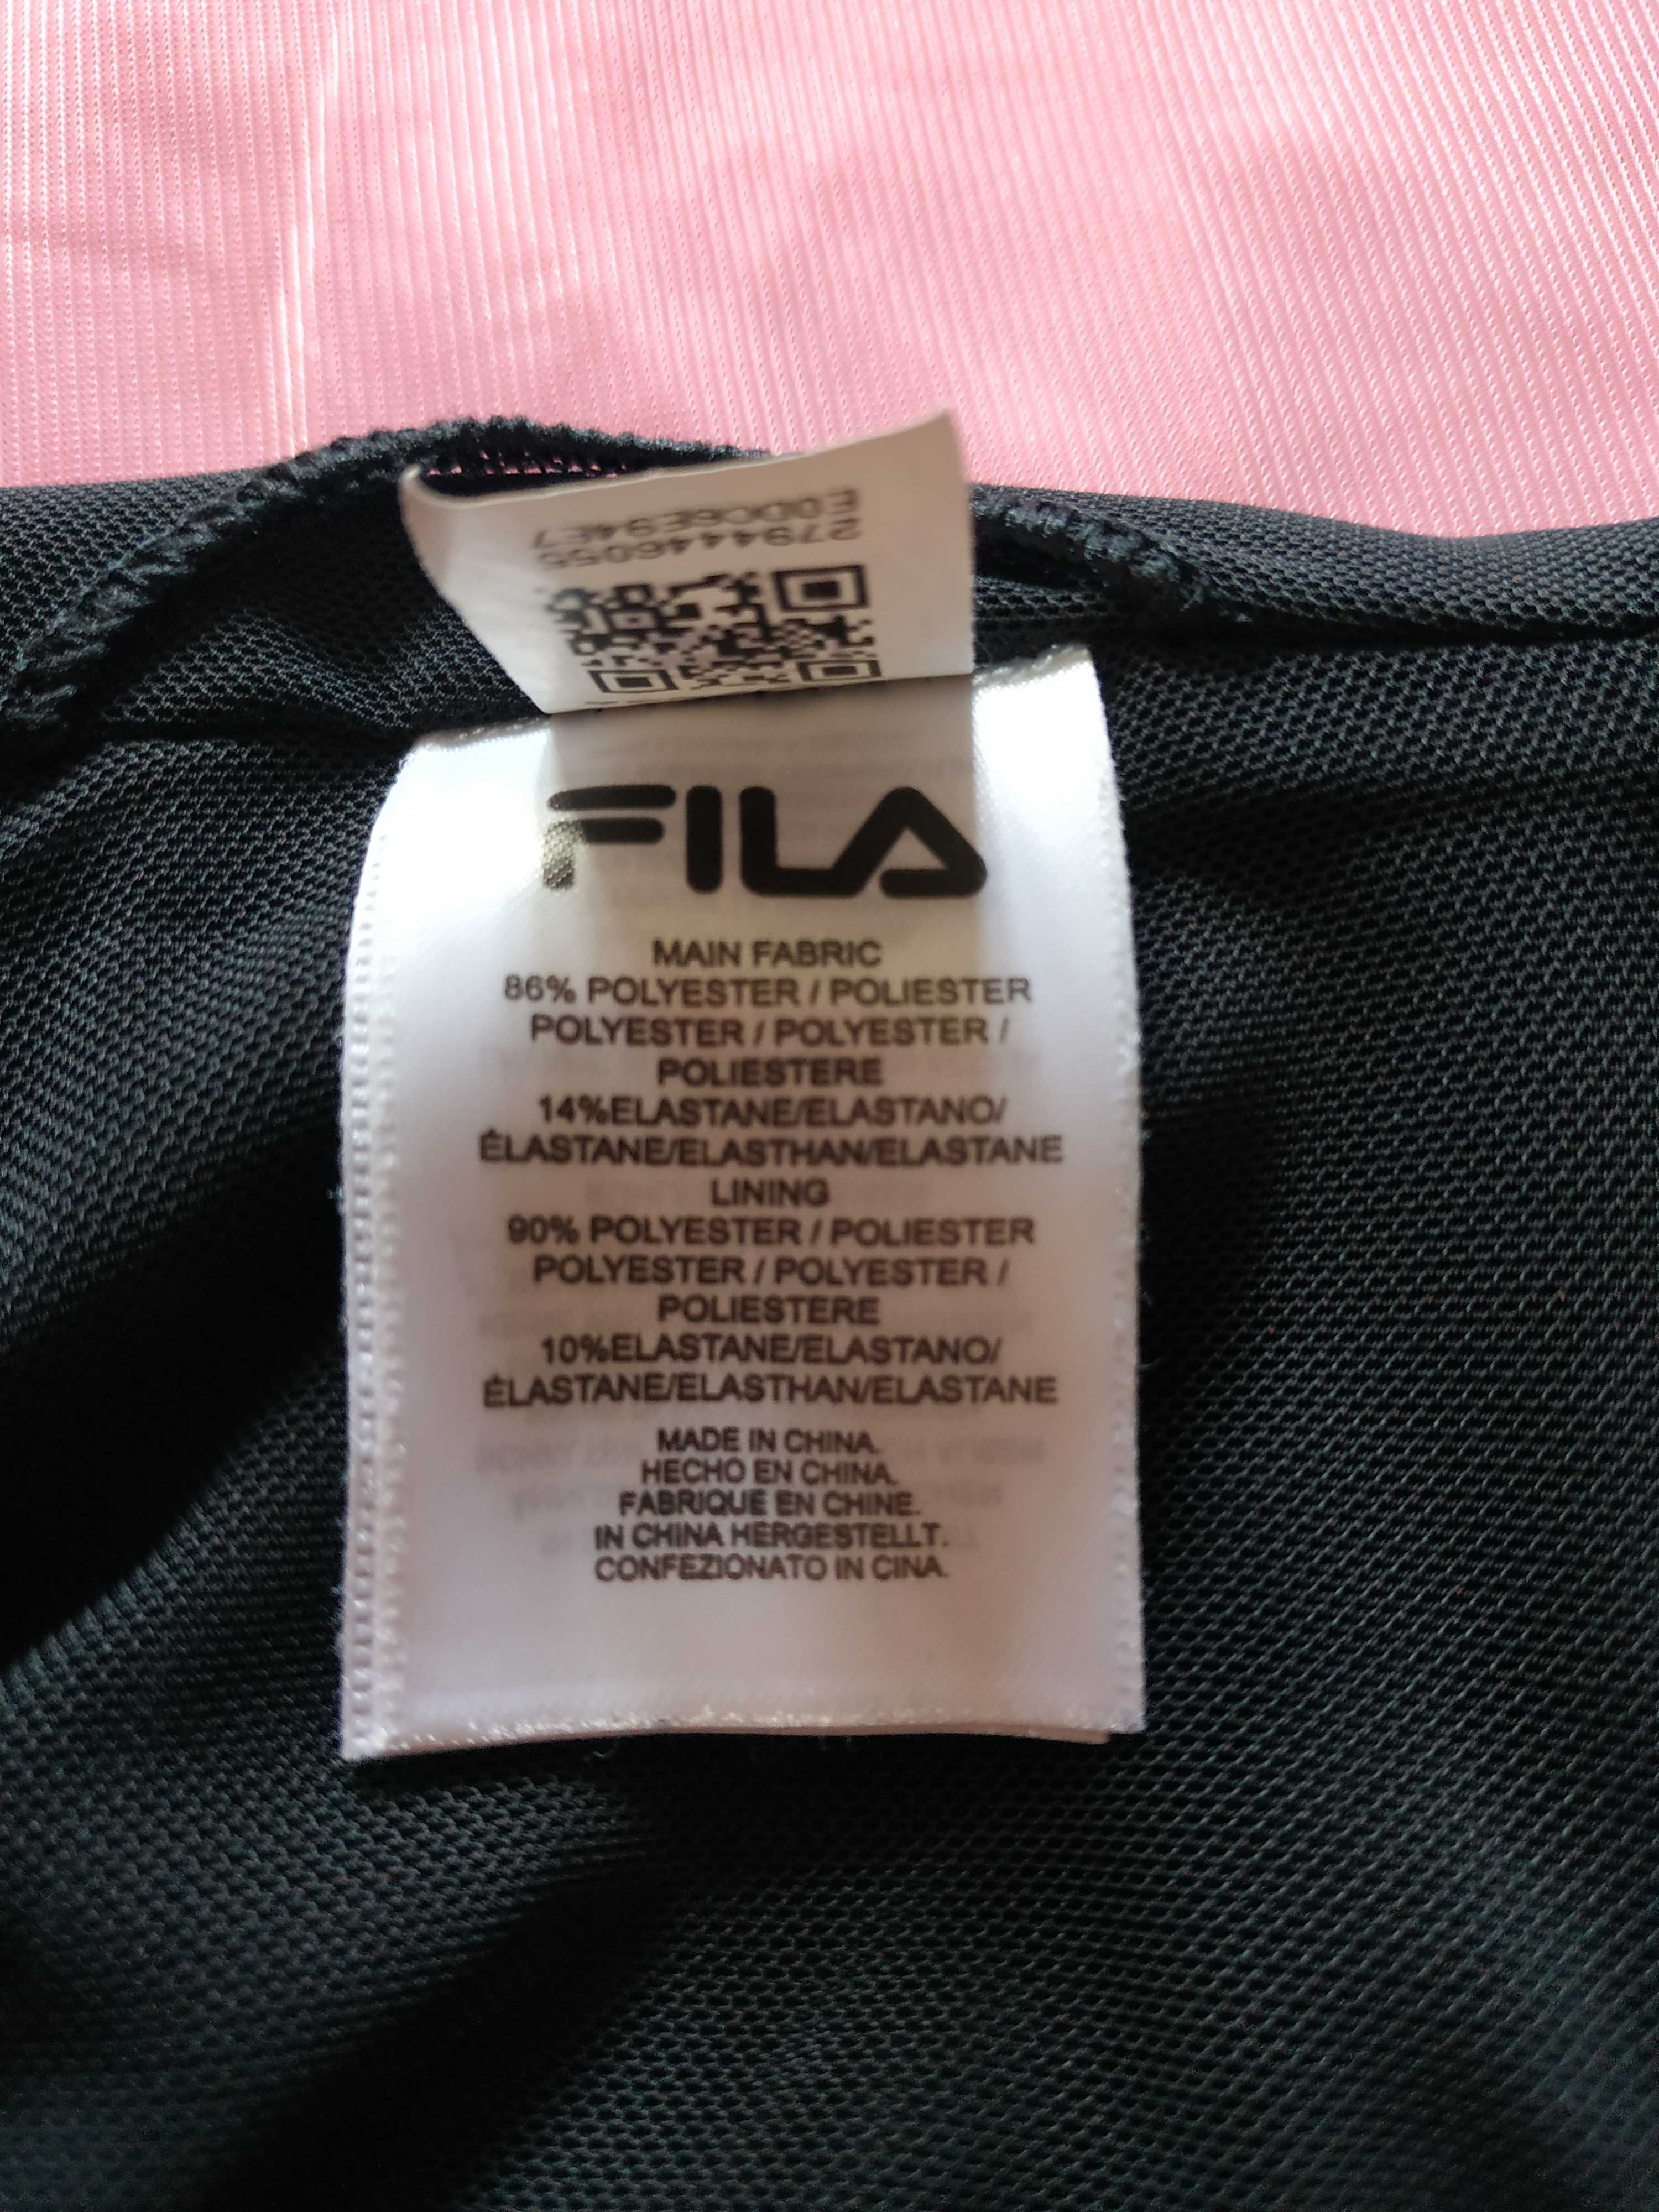 2794446055
E0DC6E94E7
FILA
MAIN FABRIC
86% POLYESTER / POLIESTER
POLYESTER / POLYESTER /
POLIESTERE
14%ELASTANE/ELASTANO/
ÉLASTANE/ELASTHAN/ELASTANE
LINING
90% POLYESTER / POLIESTER
POLYESTER / POLYESTER /
POLIESTERE
10%ELASTANE/ELASTANO/
ÉLASTANE/ELASTHAN/ELASTANE
MADE IN CHINA.
HECHO EN CHINA.
FABRIQUÉ EN CHINE.
IN CHINA HERGESTELLT.
CONFEZIONATO IN CINA.